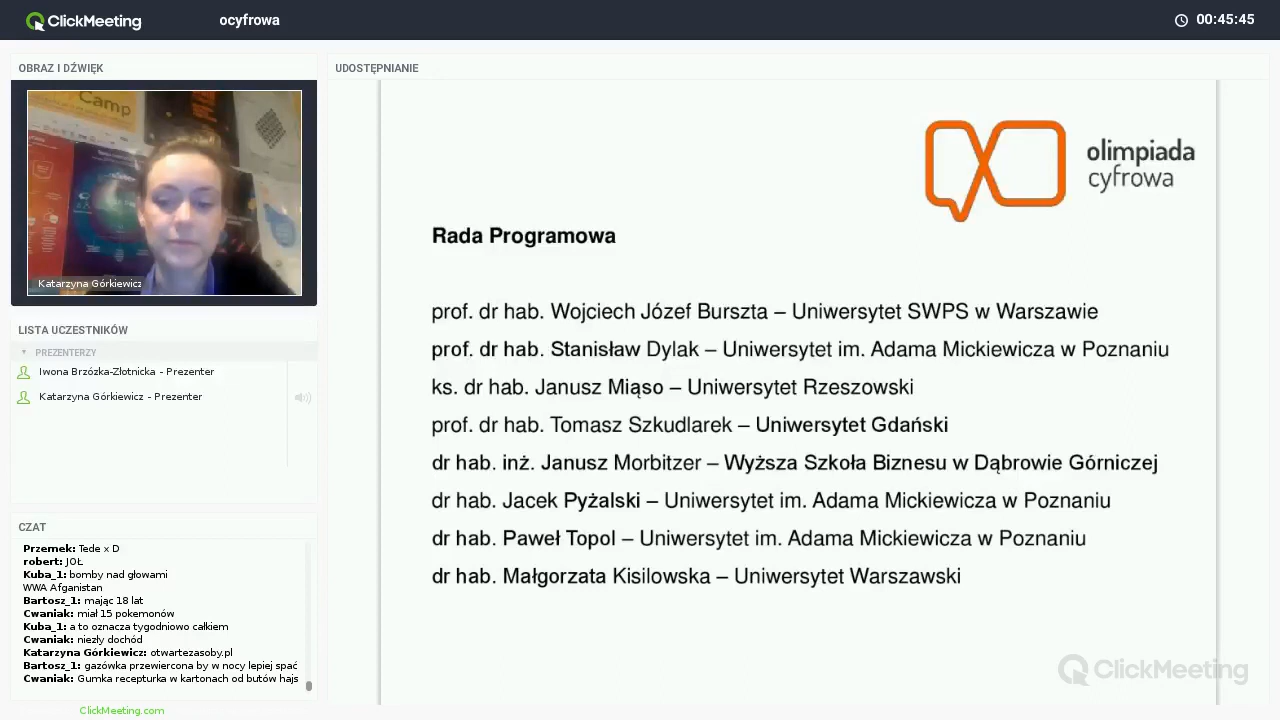 ClickMeeting
ocyfrowa
00:45:45
OBRAZ I DŹWIĘK
Camp
Katarzyna Górkiewicz
LISTA UCZESTNIKÓW
PREZENTERZY
Iwona Brzózka-Złotnicka - Prezenter
Katarzyna Górkiewicz - Prezenter
CZAT
Przemek: Tede x D
robert: JOŁ
Kuba_1: bomby nad głowami
WWA Afganistan
Bartosz_1: mając 18 lat
Cwaniak: miał 15 pokemonów
Kuba_1: a to oznacza tygodniowo całkiem
Cwaniak: niezły dochód
Katarzyna Górkiewicz: otwartezasoby.pl
Bartosz_1: gazówka przewiercona by w nocy lepiej spać
Cwaniak: Gumka recepturka w kartonach od butów hajs
ClickMeeting.com
UDOSTĘPNIANIE
olimpiada
cyfrowa
Rada Programowa
prof. dr hab. Wojciech Józef Burszta – Uniwersytet SWPS w Warszawie
prof. dr hab. Stanisław Dylak – Uniwersytet im. Adama Mickiewicza w Poznaniu
ks. dr hab. Janusz Miąso – Uniwersytet Rzeszowski
prof. dr hab. Tomasz Szkudlarek – Uniwersytet Gdański
dr hab. inż. Janusz Morbitzer – Wyższa Szkoła Biznesu w Dąbrowie Górniczej
dr hab. Jacek Pyżalski – Uniwersytet im. Adama Mickiewicza w Poznaniu
dr hab. Paweł Topol – Uniwersytet im. Adama Mickiewicza w Poznaniu
dr hab. Małgorzata Kisilowska – Uniwersytet Warszawski
ClickMeeting